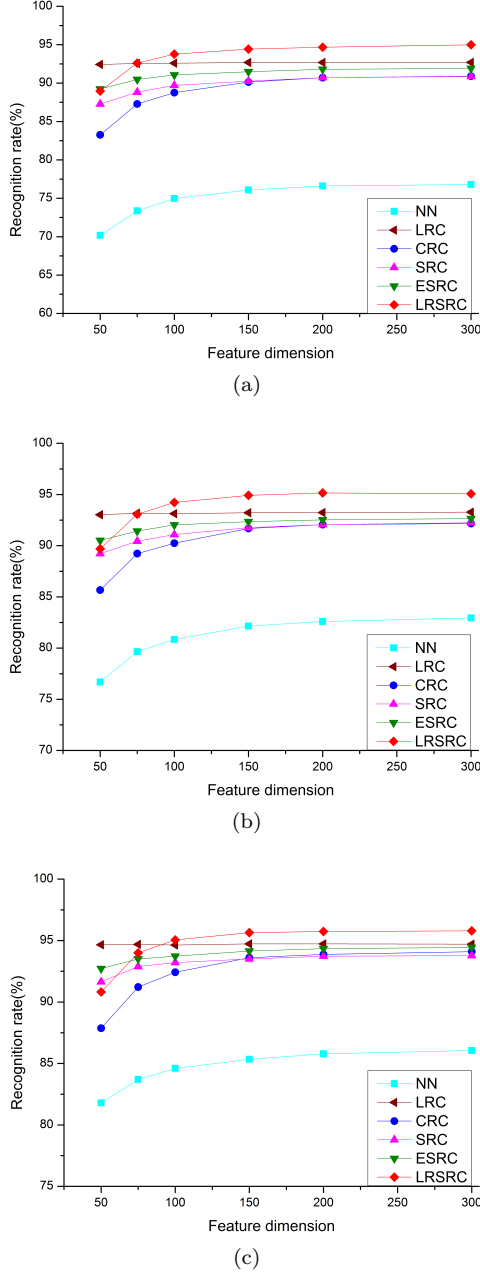 100
95
90
85
80
75
70
65
60
Recognition rate(%)
NN
LRC
CRC
SRC
ESRC
LRSRC
50 100 150 200 250 300
Feature dimension
(a)
100
95
90
85
80
75
70
Recognition rate(%)
NN
LRC
CRC
SRC
ESRC
LRSRC
50 100 150 200 250 300
Feature dimension
(b)
100
95
90
85
80
75
Recognition rate(%)
NN
LRC
CRC
SRC
ESRC
LRSRC
50 100 150 200 250 300
Feature dimension
(c)